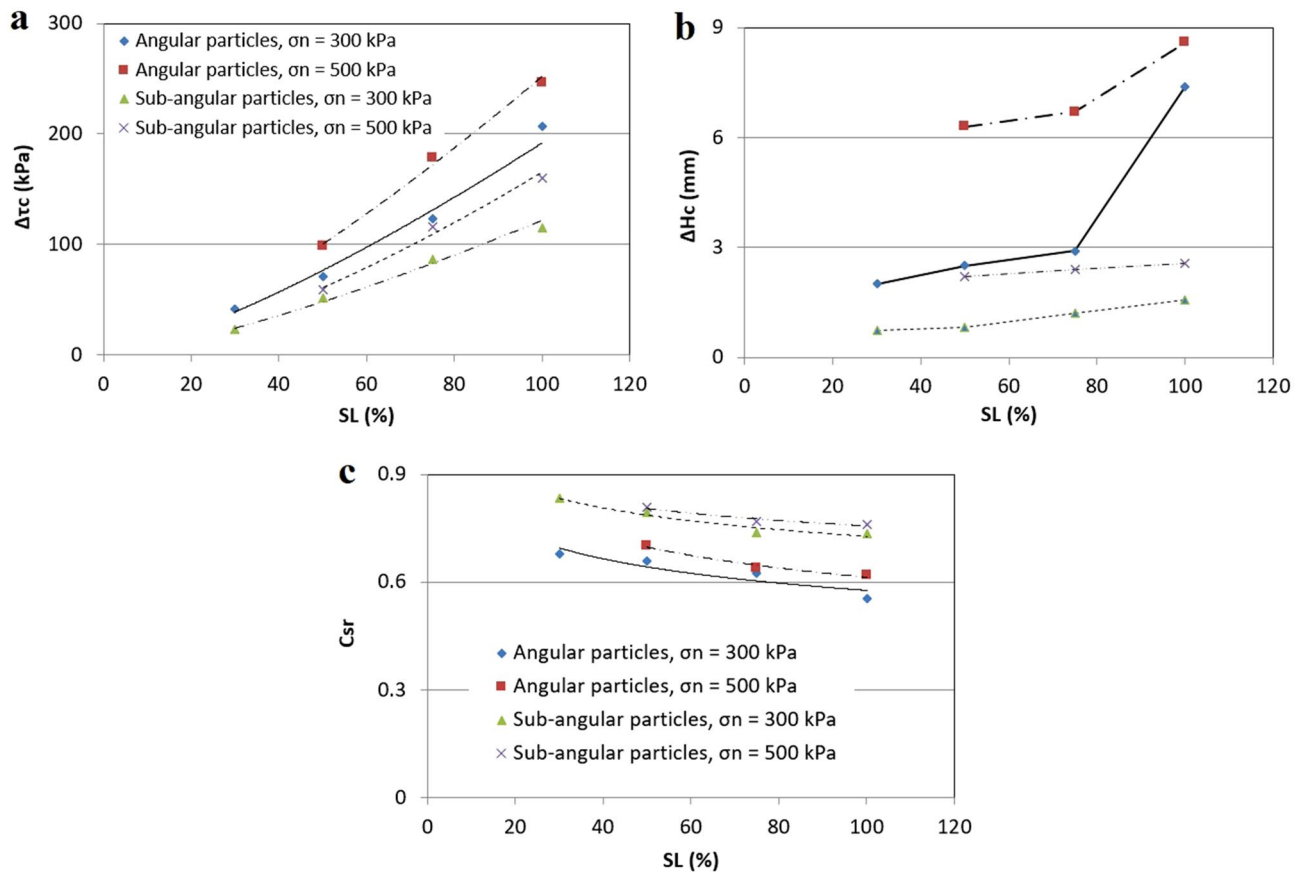 a
300
200
100
0
Δτc (kPa)
Angular particles, σn = 300 kPa
Angular particles, σn = 500 kPa
Sub-angular particles, σn = 300 kPa
Sub-angular particles, σn = 500 kPa
0 20 40 60 80 100 120
SL (%)
b
9
6
3
0
ΔHc (mm)
0 20 40 60 80 100 120
SL (%)
c
0.9
0.6
0.3
0
Csr
Angular particles, σn = 300 kPa
Angular particles, σn = 500 kPa
Sub-angular particles, σn = 300 kPa
Sub-angular particles, σn = 500 kPa
0 20 40 60 80 100 120
SL (%)